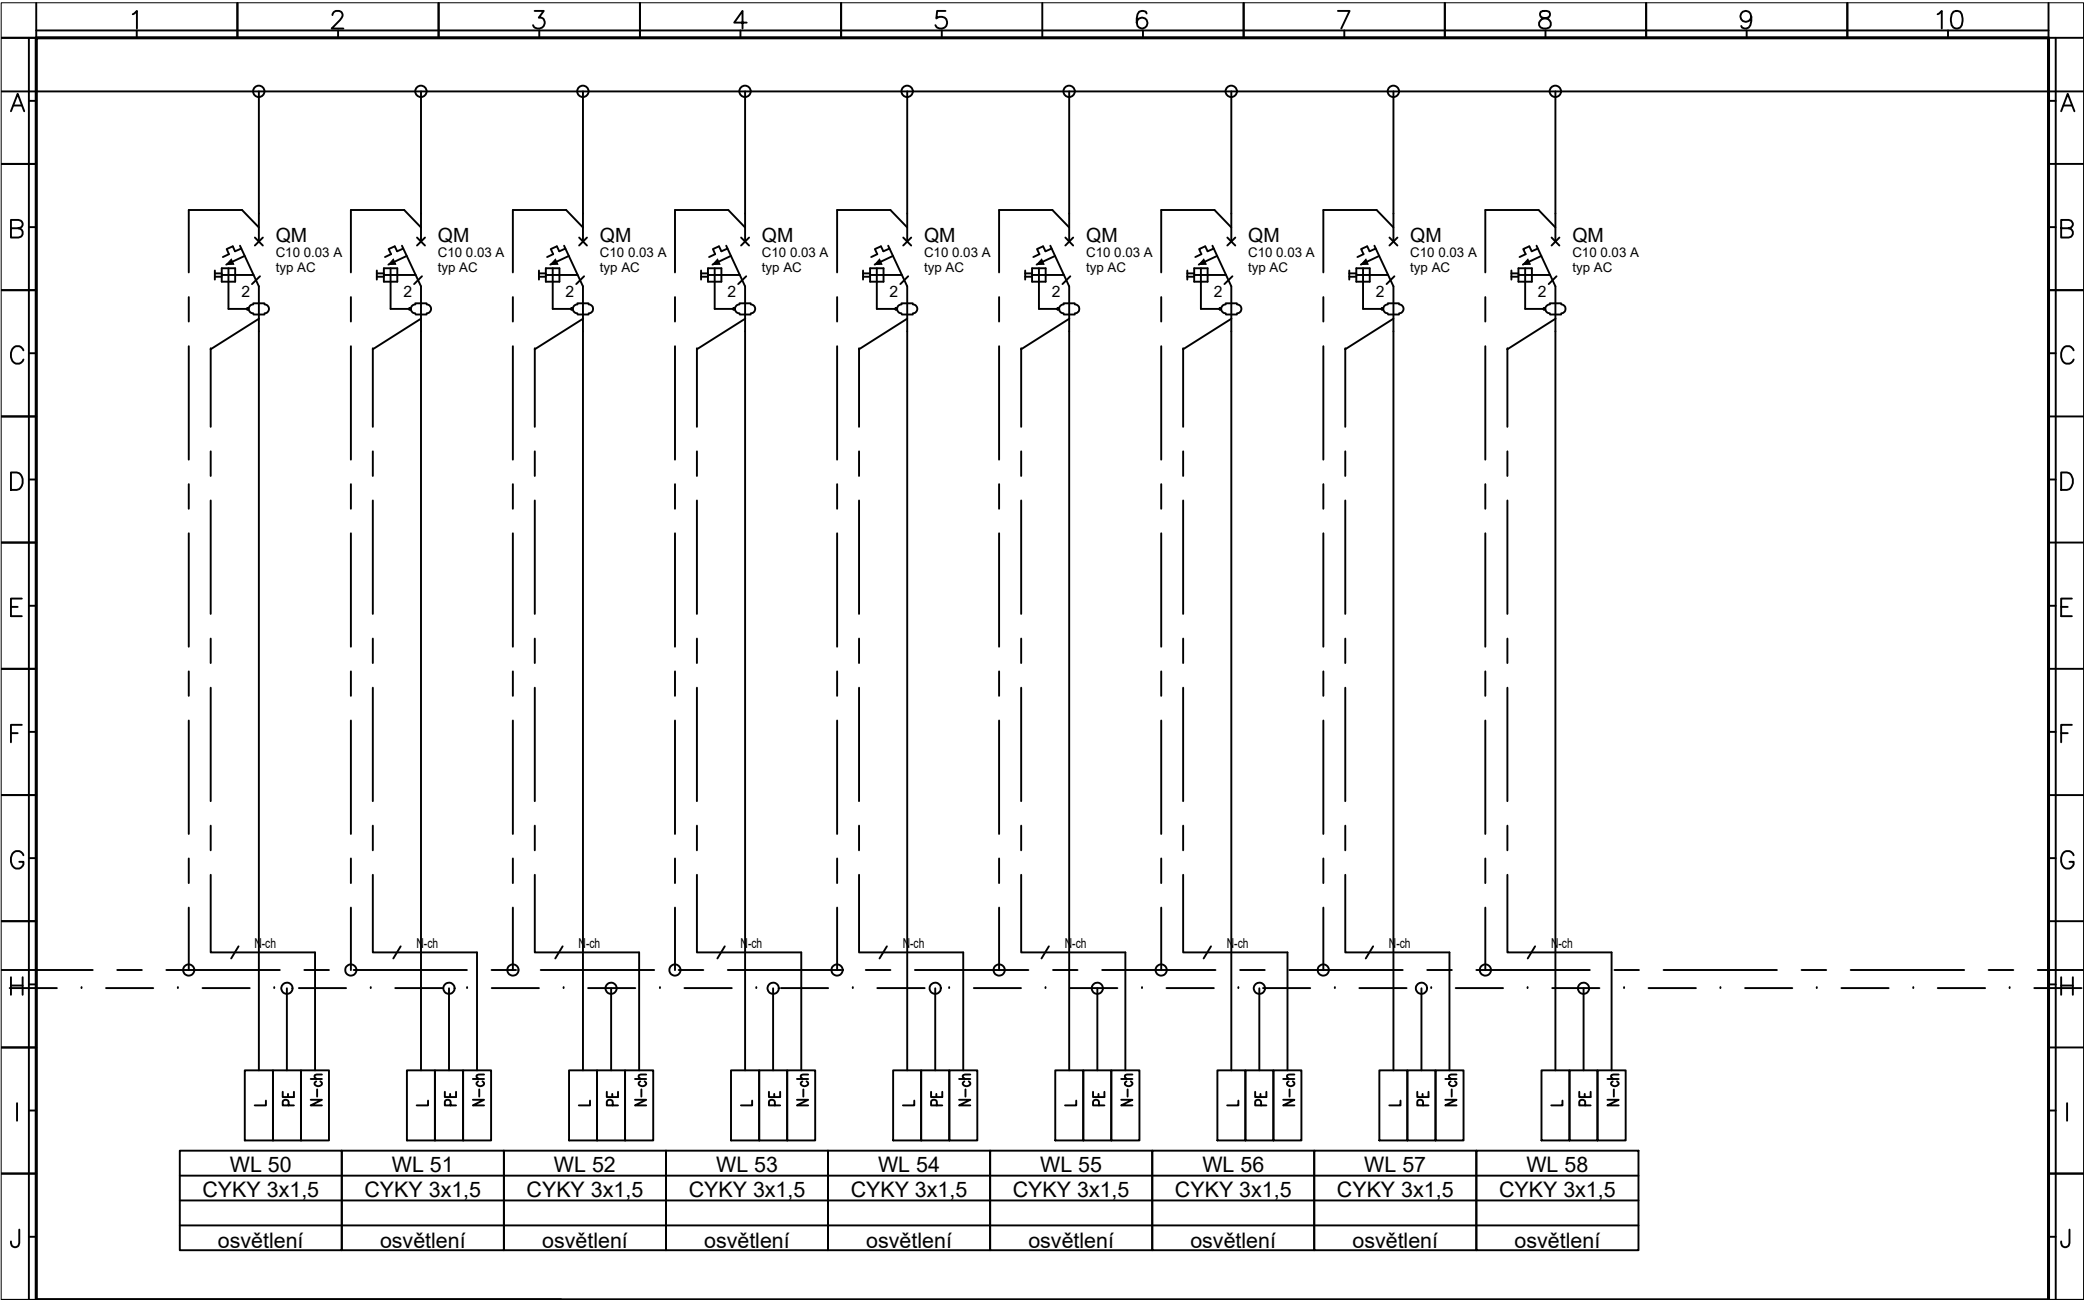 1 2 3 4 5 6 7 8 9 10
A A
B QM QM QM QM QM QM QM QM QM B
C10 0.03 A C10 0.03 A C10 0.03 A C10 0.03 A C10 0.03 A C10 0.03 A C10 0.03 A C10 0.03 A C10 0.03 A
typ AC typ AC typ AC typ AC typ AC typ AC typ AC typ AC typ AC
2 2 2 2 2 2 2 2 2
C C
D D
E E
F F
G G
N-ch N-ch N-ch N-ch N-ch N-ch N-ch N-ch N-ch
H H
I L PE N-ch L PE N-ch L PE N-ch L PE N-ch L PE N-ch L PE N-ch L PE N-ch L PE N-ch L PE N-ch I
WL 50 WL 51 WL 52 WL 53 WL 54 WL 55 WL 56 WL 57 WL 58
CYKY 3x1,5 CYKY 3x1,5 CYKY 3x1,5 CYKY 3x1,5 CYKY 3x1,5 CYKY 3x1,5 CYKY 3x1,5 CYKY 3x1,5 CYKY 3x1,5
J osvětlení osvětlení osvětlení osvětlení osvětlení osvětlení osvětlení osvětlení osvětlení J